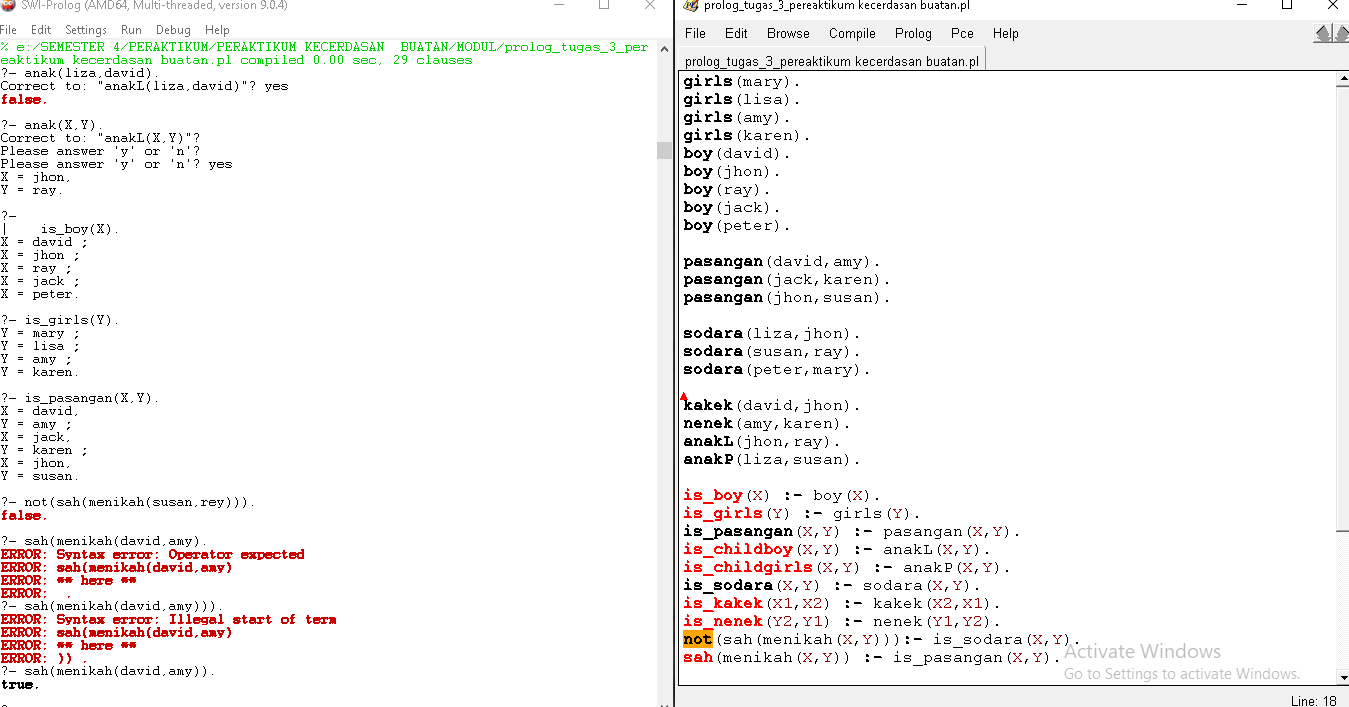 SWI-Prolog (AMD64, Multi-threaded, version 9.0.4)
File Edit Settings Run Debug Help
% e:/SEMESTER 4/PERAKTIKUM/PERAKTIKUM KECERDASAN  BUATAN/MODUL/prolog_tugas_3_per
eaktikum kecerdasan buatan.pl compiled 0.00 sec, 29 clauses
?- anak(liza,david).
Correct to: "anakL(liza,david)"? yes
false.
?- anak(X,Y).
Correct to: "anakL(X,Y)"?
Please answer 'y' or 'n'?
Please answer 'y' or 'n'? yes
X = jhon,
Y = ray.
?-
|    is_boy(X).
X = david ;
X = jhon ;
X = ray ;
X = jack ;
X = peter.
?- is_girls(Y).
Y = mary ;
Y = lisa ;
Y = amy ;
Y = karen.
?- is_pasangan(X,Y).
X = david,
Y = amy ;
X = jack,
Y = karen ;
X = jhon,
Y = susan.
?- not(sah(menikah(susan,rey))).
false.
?- sah(menikah(david,amy).
ERROR: Syntax error: Operator expected
ERROR: sah(menikah(david,amy)
ERROR: ** here **
ERROR:  .
?- sah(menikah(david,amy))).
ERROR: Syntax error: Illegal start of term
ERROR: sah(menikah(david,amy)
ERROR: ** here **
ERROR: )) .
?- sah(menikah(david,amy)).
true.
prolog_tugas_3_pereaktikum kecerdasan buatan.pl
File Edit Browse Compile Prolog Pce Help
prolog_tugas_3_pereaktikum kecerdasan buatan.pl
girls(mary).
girls(lisa).
girls(amy).
girls(karen).
boy(david).
boy(jhon).
boy(ray).
boy(jack).
boy(peter).
pasangan(david,amy).
pasangan(jack,karen).
pasangan(jhon,susan).
sodara(liza,jhon).
sodara(susan,ray).
sodara(peter,mary).
kakek(david,jhon).
nenek(amy,karen).
anakL(jhon,ray).
anakP(liza,susan).
is_boy(X) :- boy(X).
is_girls(Y) :- girls(Y).
is_pasangan(X,Y) :- pasangan(X,Y).
is_childboy(X,Y) :- anakL(X,Y).
is_childgirls(X,Y) :- anakP(X,Y).
is_sodara(X,Y) :- sodara(X,Y).
is_kakek(X1,X2) :- kakek(X2,X1).
is_nenek(Y2,Y1) :- nenek(Y1,Y2).
not(sah(menikah(X,Y))):- is_sodara(X,Y).
sah(menikah(X,Y)) :- is_pasangan(X,Y).
Activate Windows
Go to Settings to activate Windows.
Line: 18